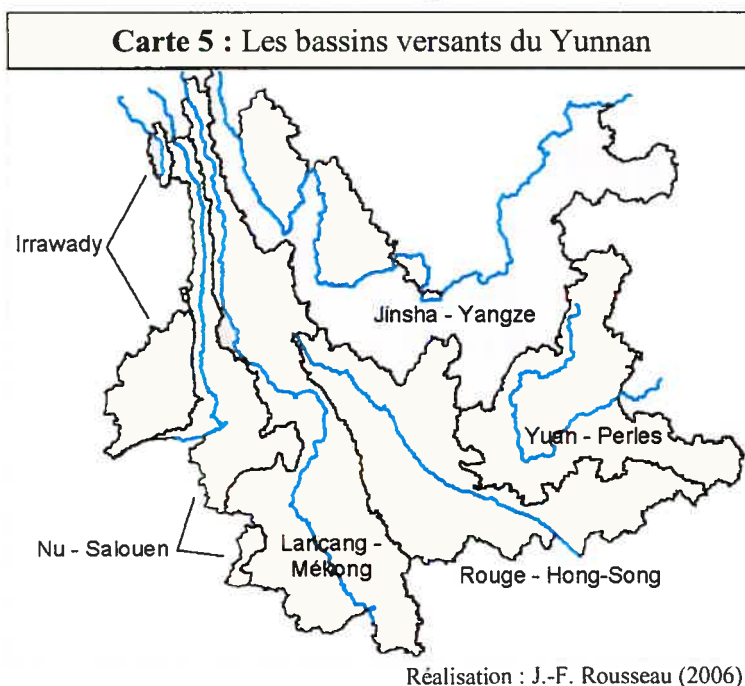 Carte 5 : Les bassins versants du Yunnan
Irrawady
Jinsha - Yangze
Yuan - Perles
Nu - Salouen
Lancang -
Mékong
Rouge - Hong-Song
Réalisation : J.-F. Rousseau (2006)